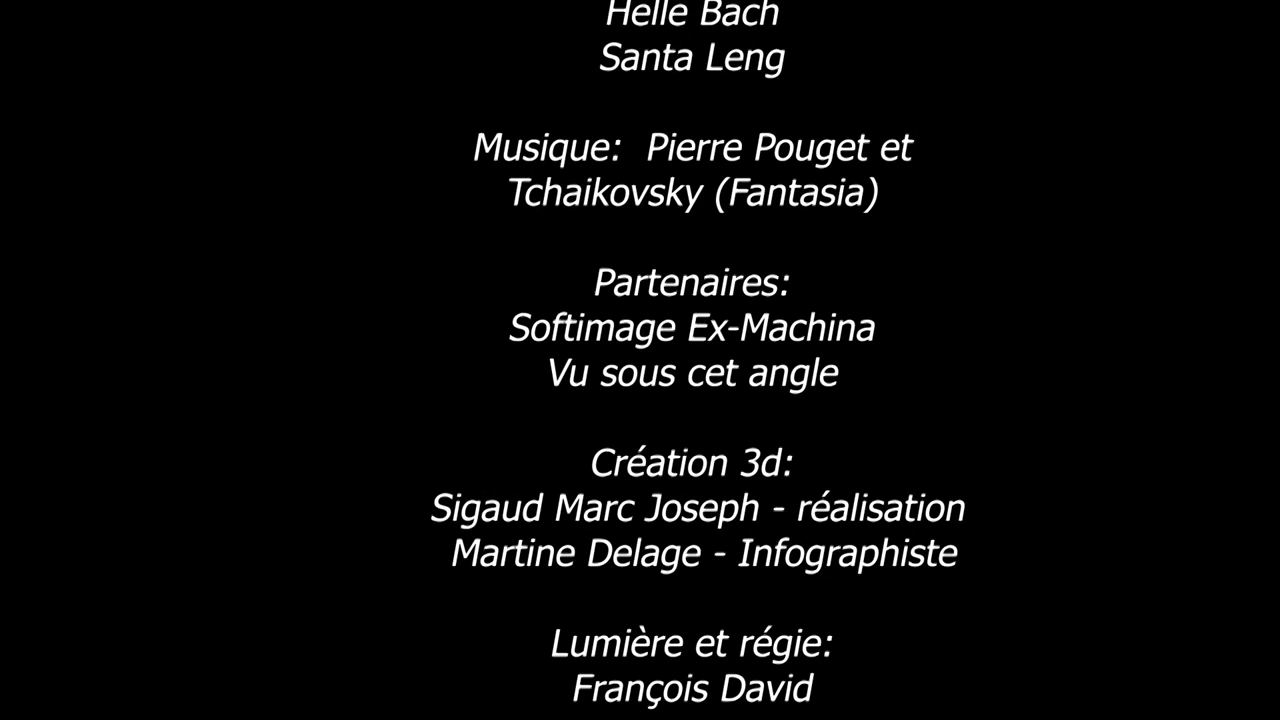 Helle Bach
Santa Leng
Musique:  Pierre Pouget et
Tchaikovsky (Fantasia)
Partenaires:
Softimage Ex-Machina
Vu sous cet angle
Création 3d:
Sigaud Marc Joseph - réalisation
Martine Delage - Infographiste
Lumière et régie:
François David